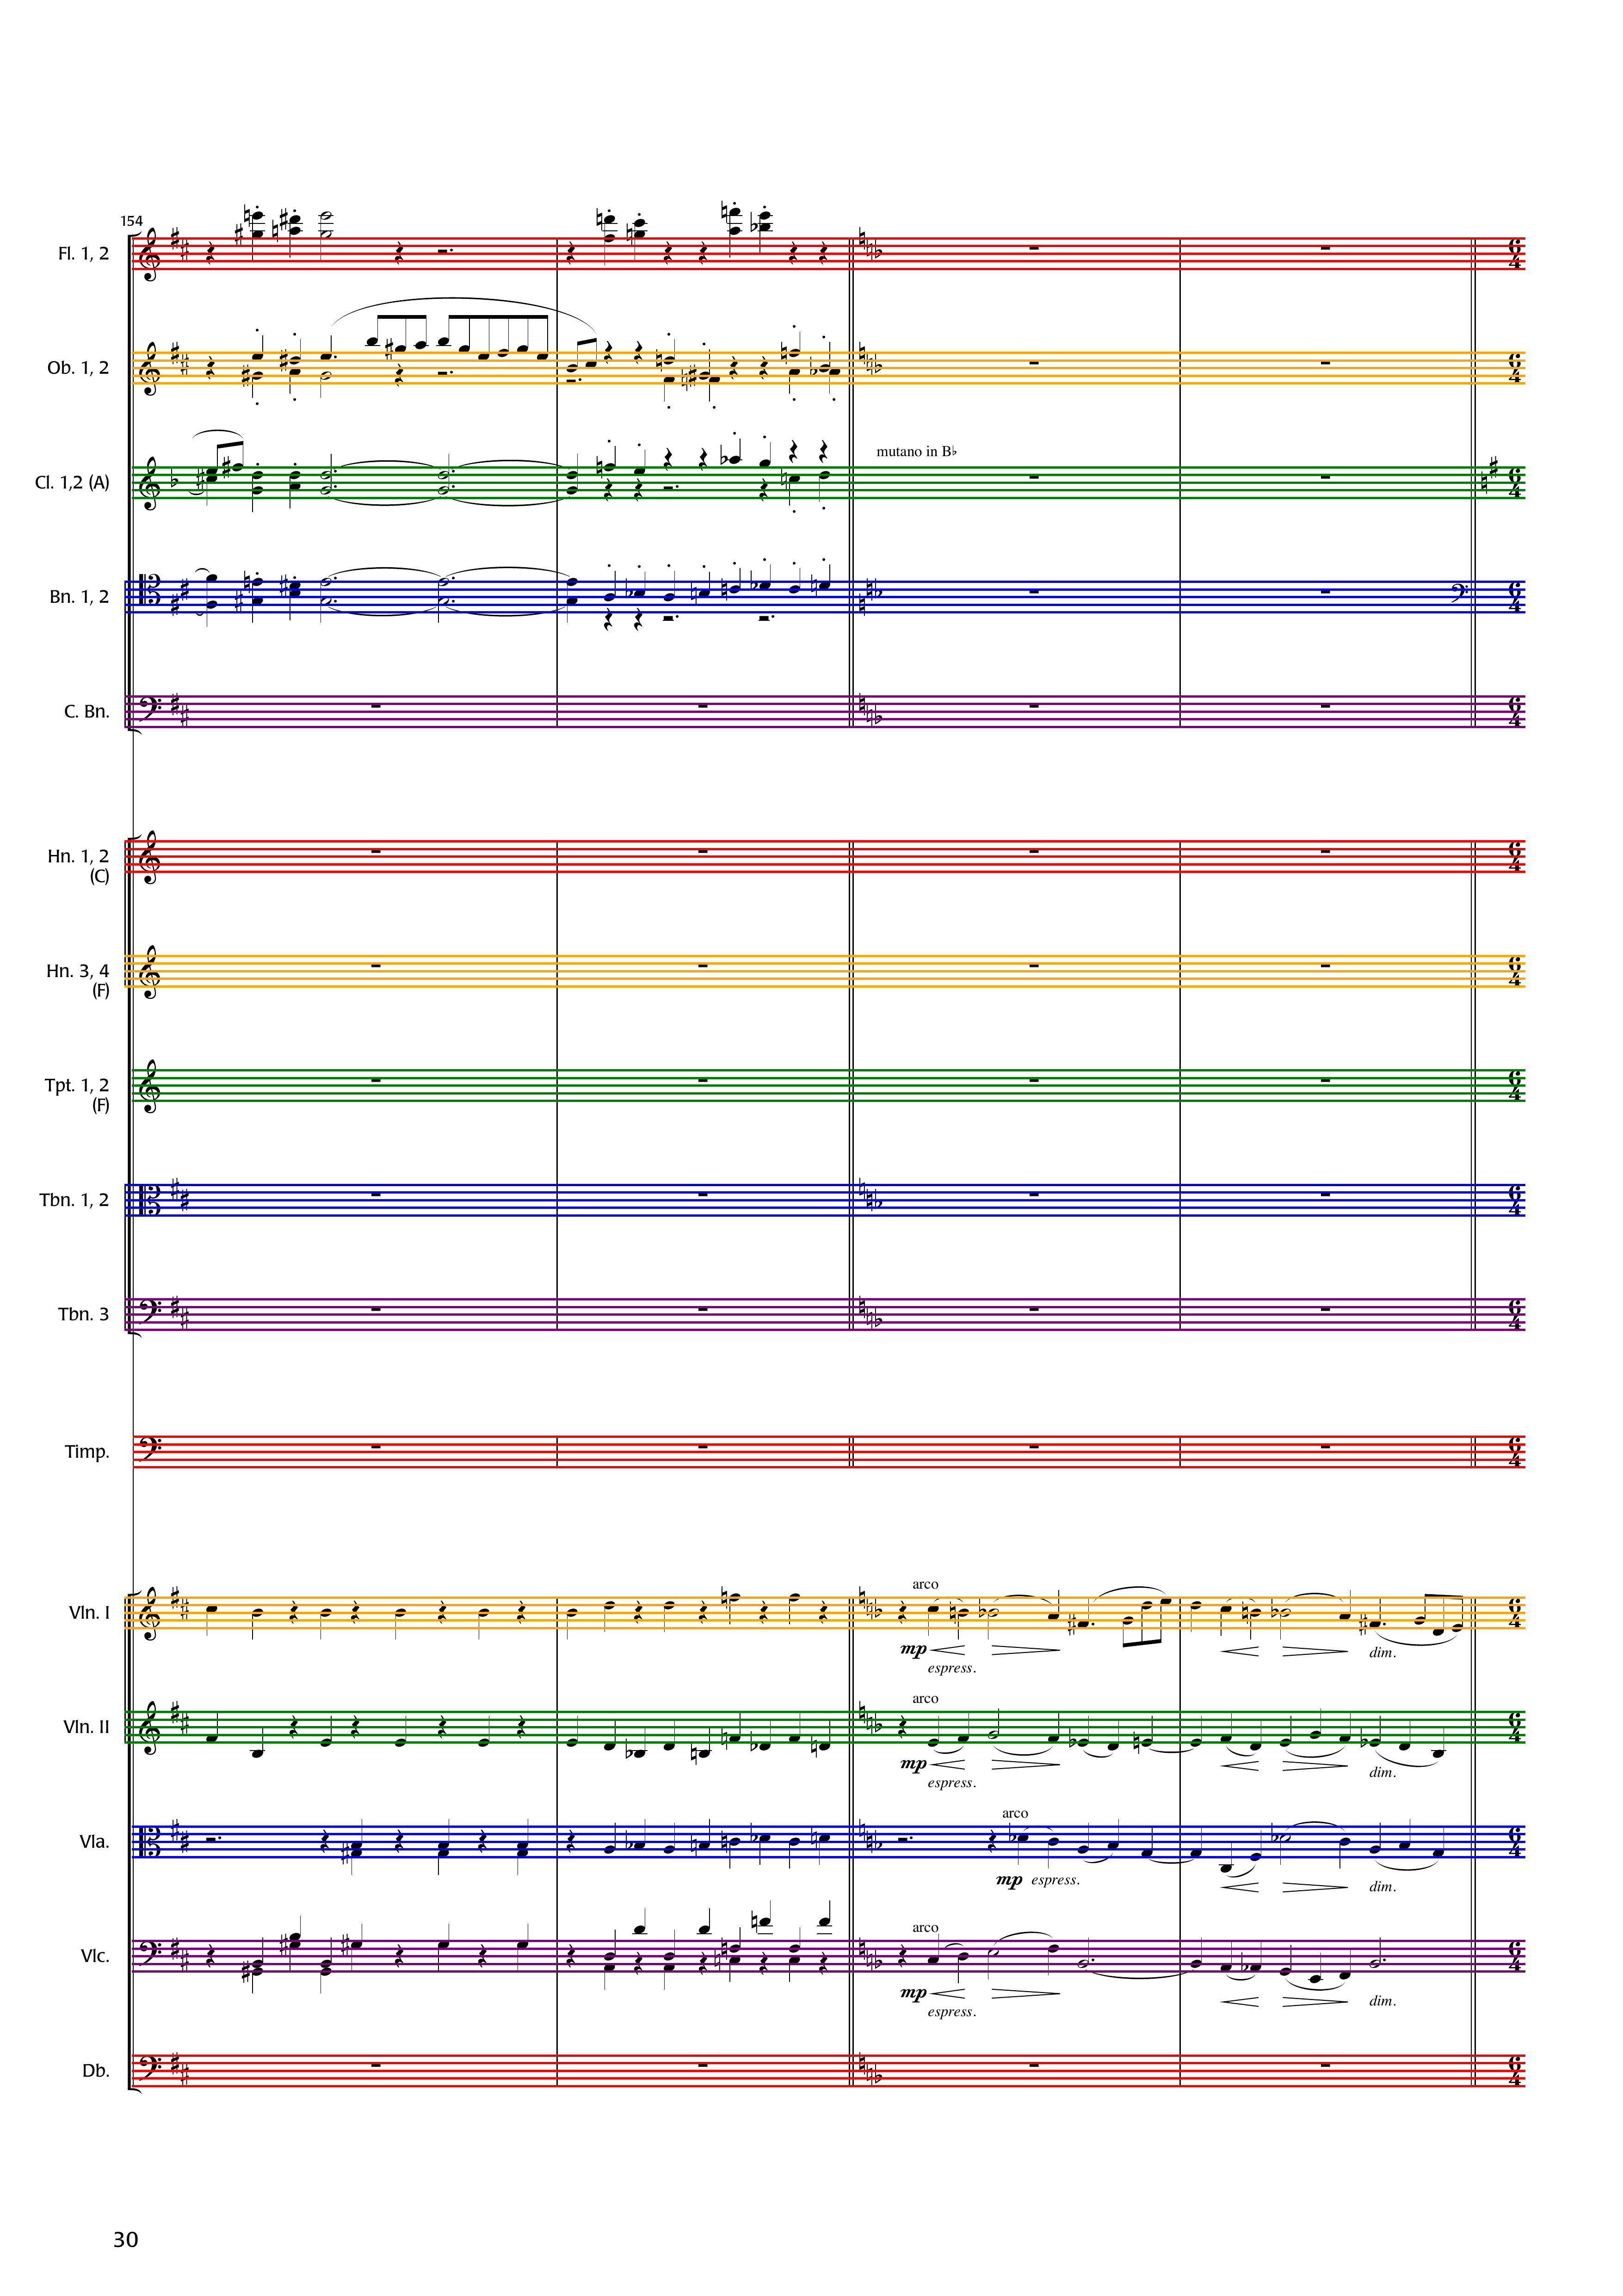 154
Fl. 1, 2
Ob. 1, 2
Cl. 1,2 (A)
mutano in B♭
Bn. 1, 2
C. Bn.
Hn. 1, 2
(C)
Hn. 3, 4
(F)
Tpt. 1, 2
(F)
Tbn. 1, 2
Tbn. 3
Timp.
arco
Vln. I
mp
espress.
dim.
arco
Vln. II
mp
espress.
dim.
arco
Vla.
mp espress.
dim.
arco
Vlc.
mp
espress.
dim.
Db.
6
4
30